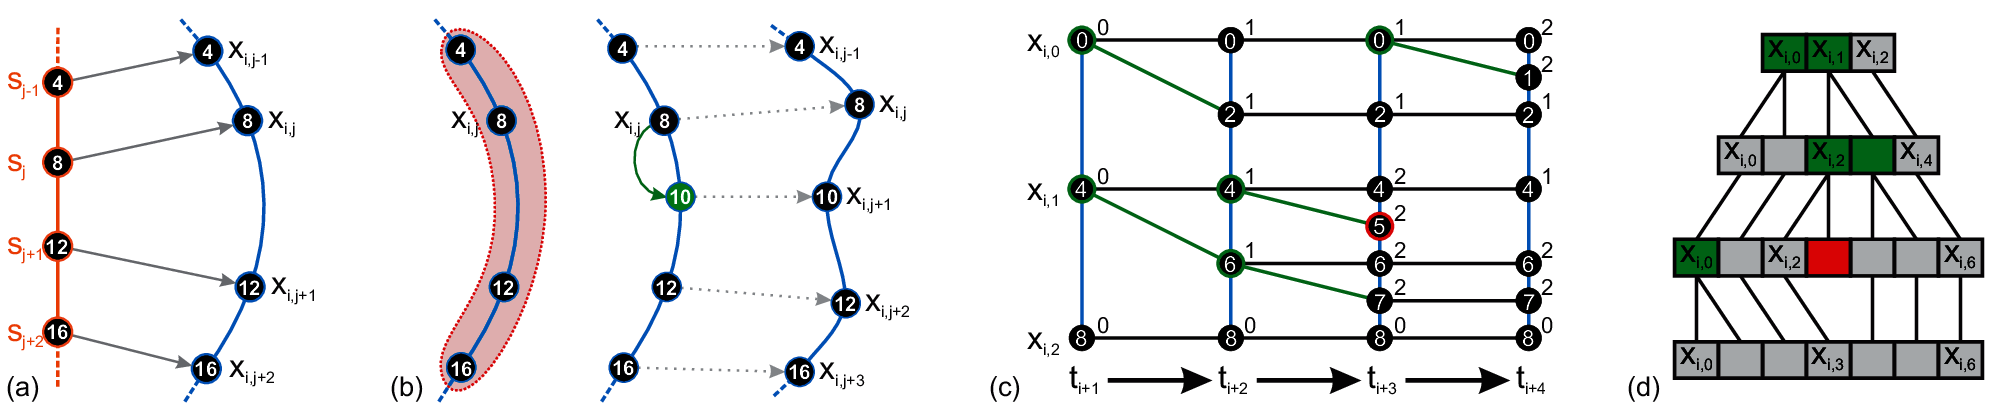 s_{j-1} 4
s_j 8
s_{j+1} 12
s_{j+2} 16
4 x_{i,j-1}
8 x_{i,j}
12 x_{i,j+1}
16 x_{i,j+2}
(a)
4
x_{i,j} 8
12
16
(b)
4
x_{i,j} 8
10
12
16
4 x_{i,j-1}
8 x_{i,j}
10 x_{i,j+1}
12 x_{i,j+2}
16 x_{i,j+3}
x_{i,0} 0 0 0 1 0 1 0 2
1 2
2 1 2 1 2 1
x_{i,1} 4 0 4 1 4 2 4 1
5 2
6 1 6 2 6 2
7 2 7 2
x_{i,2} 8 0 8 0 8 0 8 0
(c) t_{i+1} t_{i+2} t_{i+3} t_{i+4}
x_{i,0} x_{i,1} x_{i,2}
x_{i,0} x_{i,2} x_{i,4}
x_{i,0} x_{i,2} x_{i,6}
x_{i,0} x_{i,3} x_{i,6}
(d)